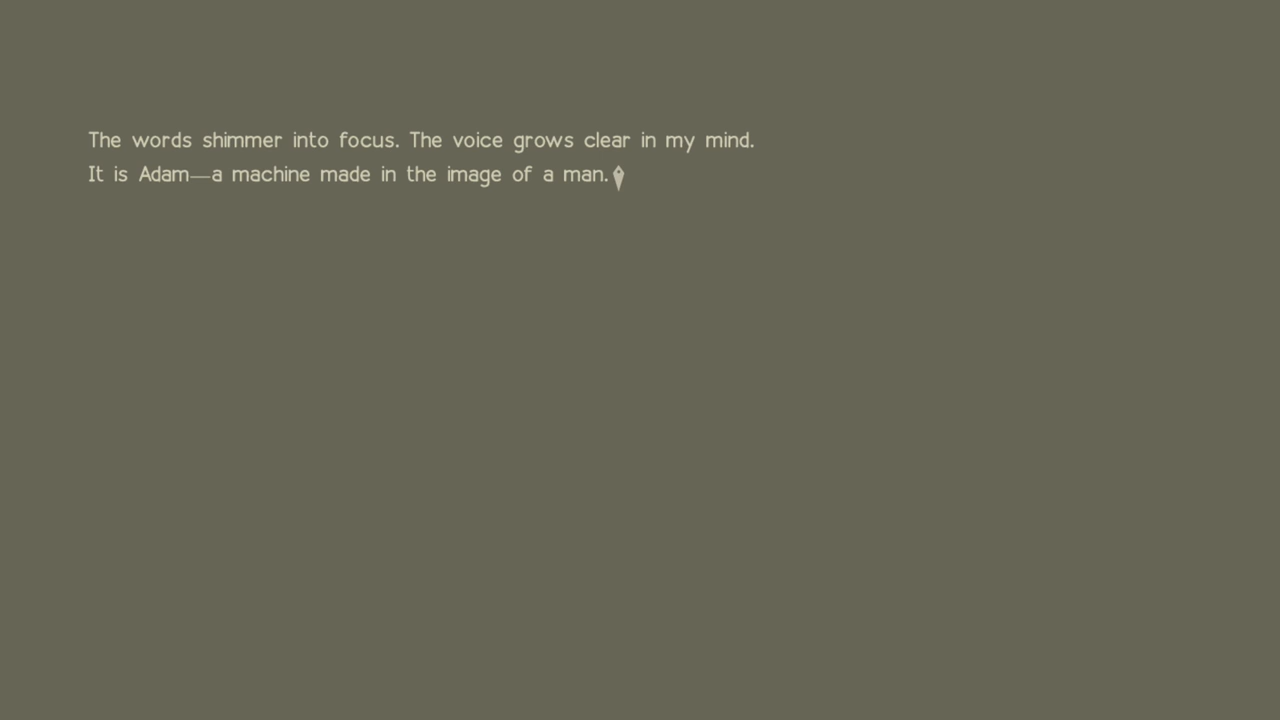 The words shimmer into focus. The voice grows clear in my mind.
It is Adam—a machine made in the image of a man.